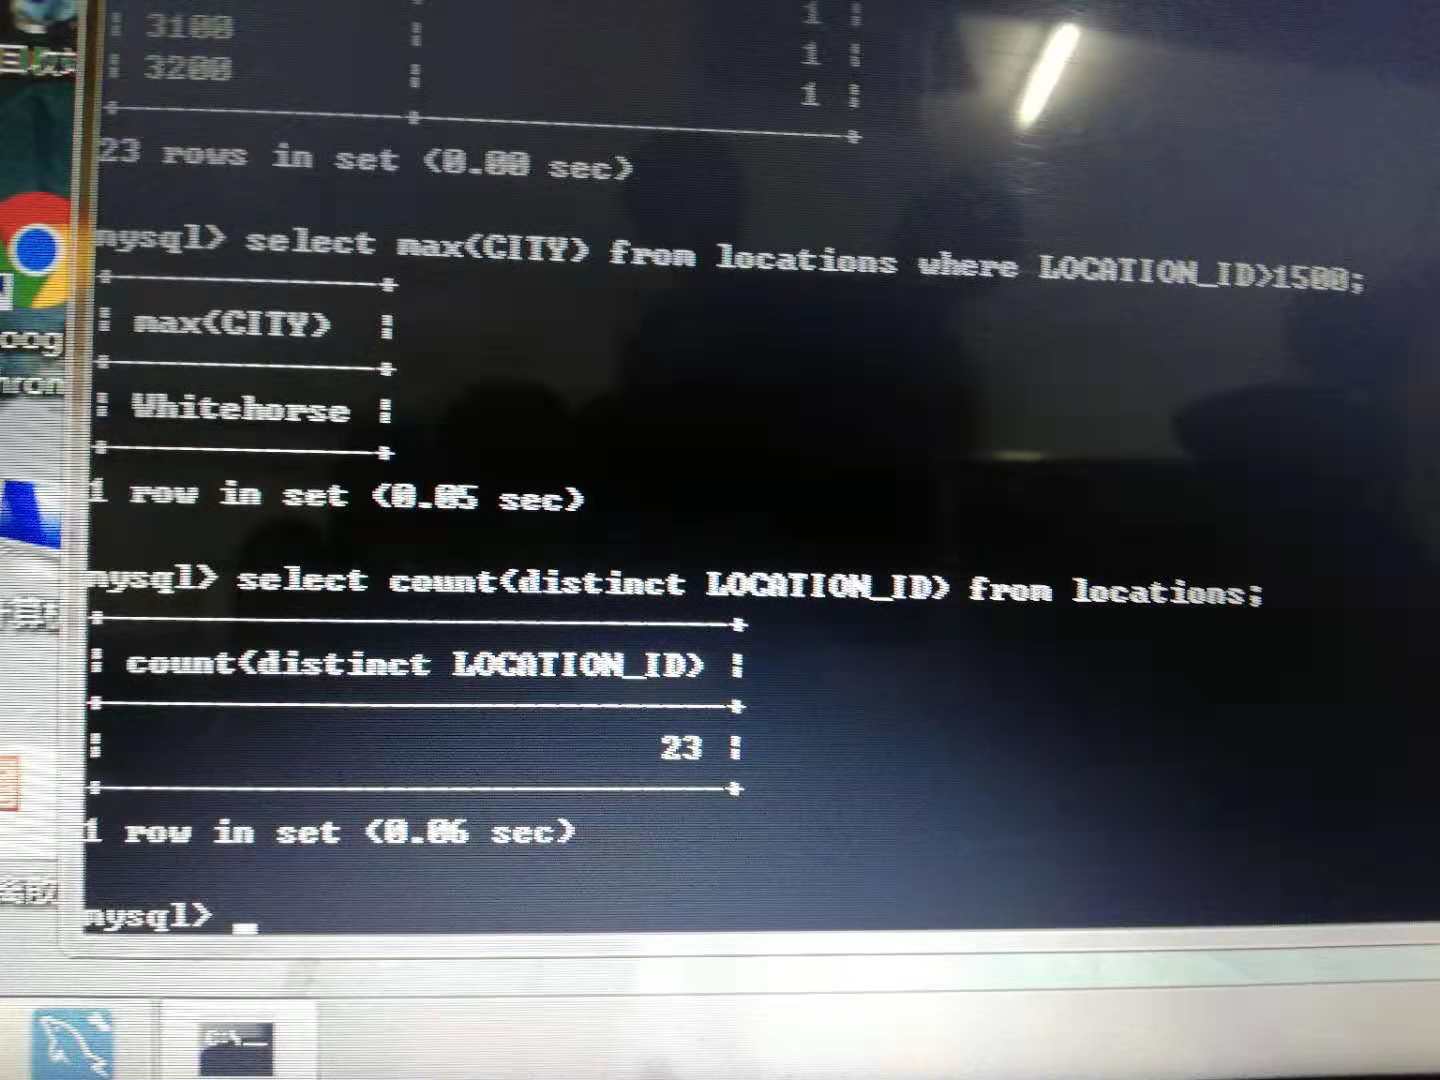 | 3100 | 1 |
| 3200 | 1 |
1 |
23 rows in set (0.00 sec)
mysql> select max(CITY) from locations where LOCATION_ID>1500;
| max(CITY) |
| Whitehorse |
1 row in set (0.05 sec)
mysql> select count(distinct LOCATION_ID) from locations;
| count(distinct LOCATION_ID) |
| 23 |
1 row in set (0.06 sec)
mysql> _
C:\_